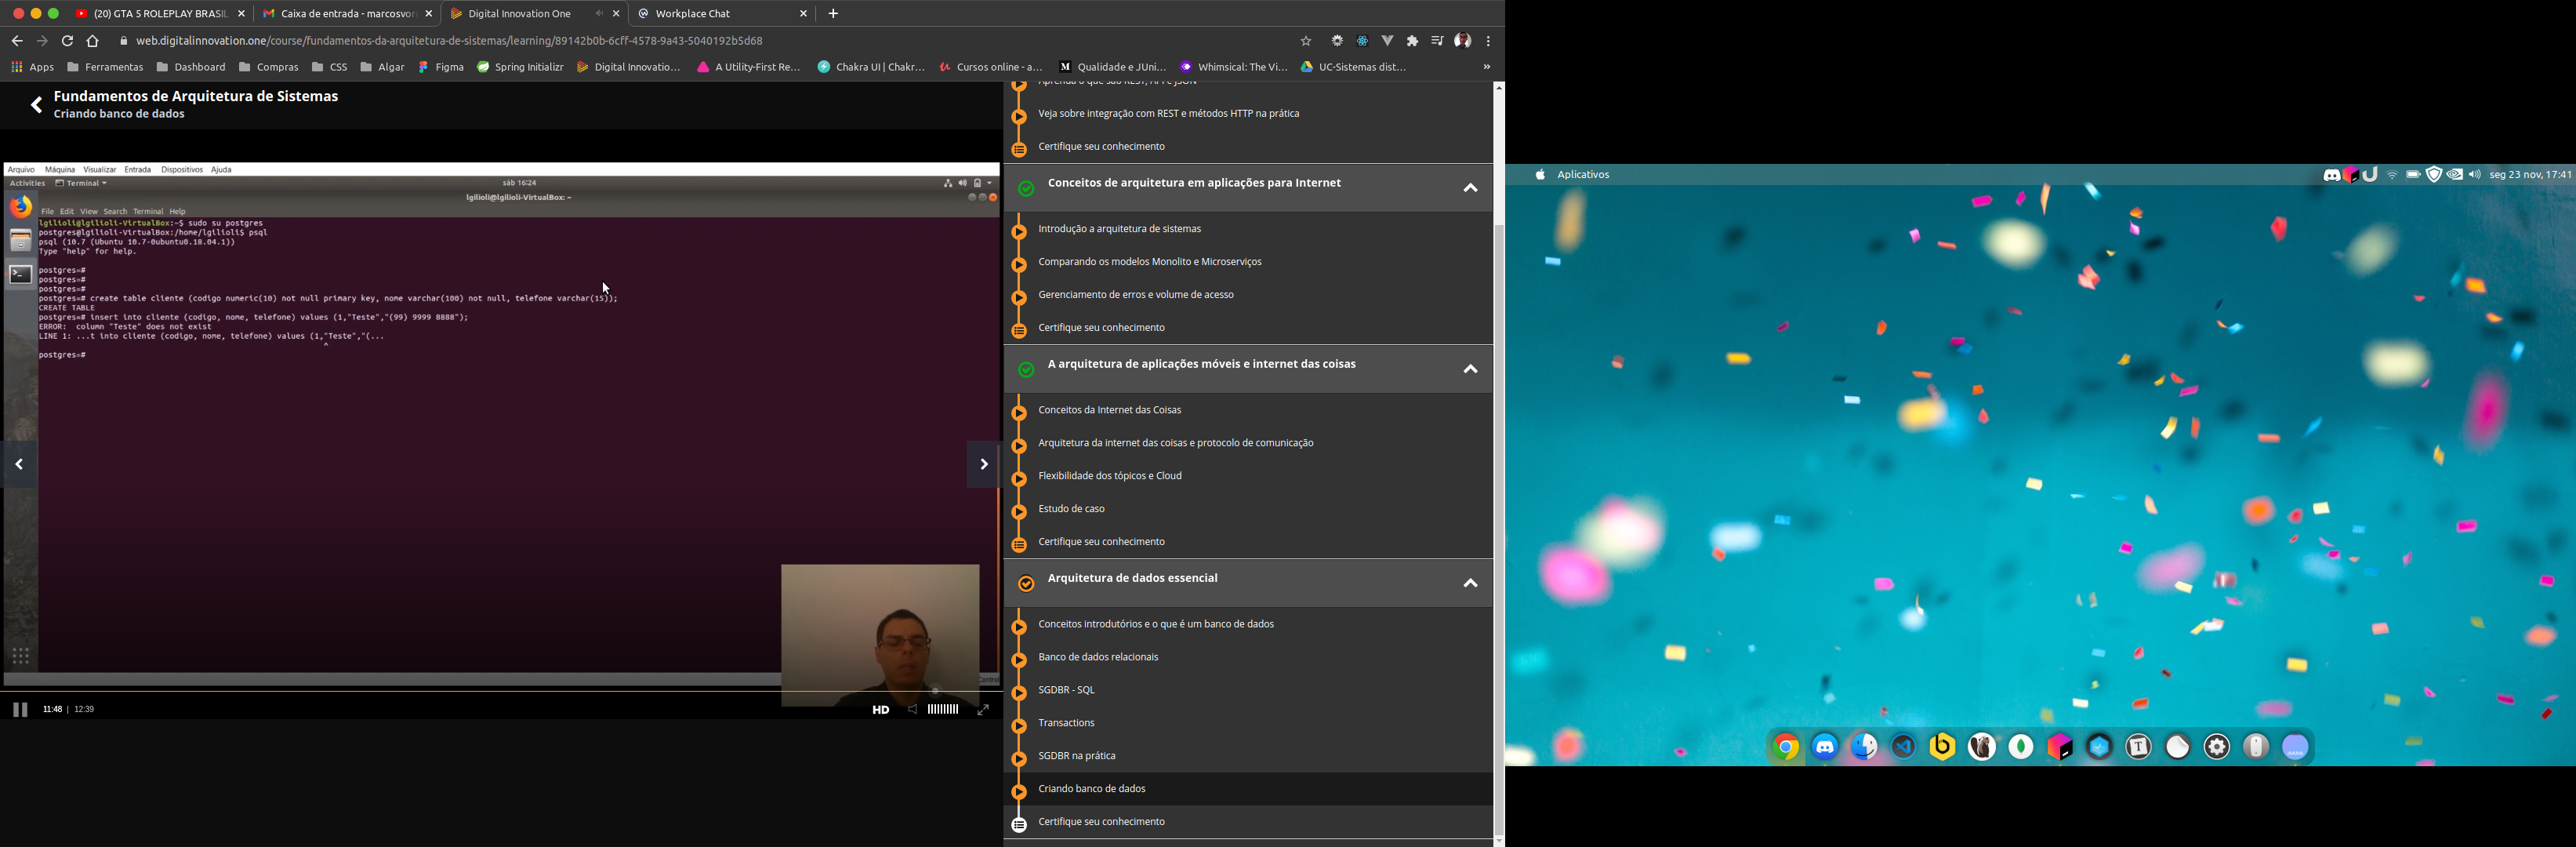 (20) GTA 5 ROLEPLAY BRASIL
Caixa de entrada - marcosvor
Digital Innovation One
Workplace Chat
web.digitalinnovation.one/course/fundamentos-da-arquitetura-de-sistemas/learning/89142b0b-6cff-4578-9a43-5040192b5d68
Apps
Ferramentas
Dashboard
Compras
CSS
Algar
Figma
Spring Initializr
Digital Innovatio...
A Utility-First Re...
Chakra UI | Chakr...
Cursos online - a...
Qualidade e JUni...
Whimsical: The Vi...
UC-Sistemas dist...
Fundamentos de Arquitetura de Sistemas
Criando banco de dados
Arquivo Máquina Visualizar Entrada Dispositivos Ajuda
Activities Terminal sáb 16:24
lgilioli@lgilioli-VirtualBox: ~
File Edit View Search Terminal Help
lgilioli@lgilioli-VirtualBox:~$ sudo su postgres
postgres@lgilioli-VirtualBox:/home/lgilioli$ psql
psql (10.7 (Ubuntu 10.7-0ubuntu0.18.04.1))
Type "help" for help.
postgres=#
postgres=#
postgres=#
postgres=# create table cliente (codigo numeric(10) not null primary key, nome varchar(100) not null, telefone varchar(15));
CREATE TABLE
postgres=# insert into cliente (codigo, nome, telefone) values (1,"Teste","(99) 9999 8888");
ERROR: column "Teste" does not exist
LINE 1: ...t into cliente (codigo, nome, telefone) values (1,"Teste","(...
^
postgres=#
11:48 | 12:39
HD
Aprenda o que são REST, API e JSON
Veja sobre integração com REST e métodos HTTP na prática
Certifique seu conhecimento
Conceitos de arquitetura em aplicações para Internet
Introdução a arquitetura de sistemas
Comparando os modelos Monolito e Microserviços
Gerenciamento de erros e volume de acesso
Certifique seu conhecimento
A arquitetura de aplicações móveis e internet das coisas
Conceitos da Internet das Coisas
Arquitetura da internet das coisas e protocolo de comunicação
Flexibilidade dos tópicos e Cloud
Estudo de caso
Certifique seu conhecimento
Arquitetura de dados essencial
Conceitos introdutórios e o que é um banco de dados
Banco de dados relacionais
SGDBR - SQL
Transactions
SGDBR na prática
Criando banco de dados
Certifique seu conhecimento
Aplicativos
seg 23 nov, 17:41